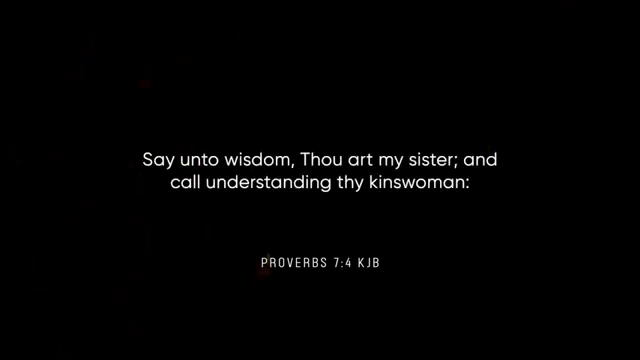 Say unto wisdom, Thou art my sister; and
call understanding thy kinswoman:
PROVERBS 7:4 KJB